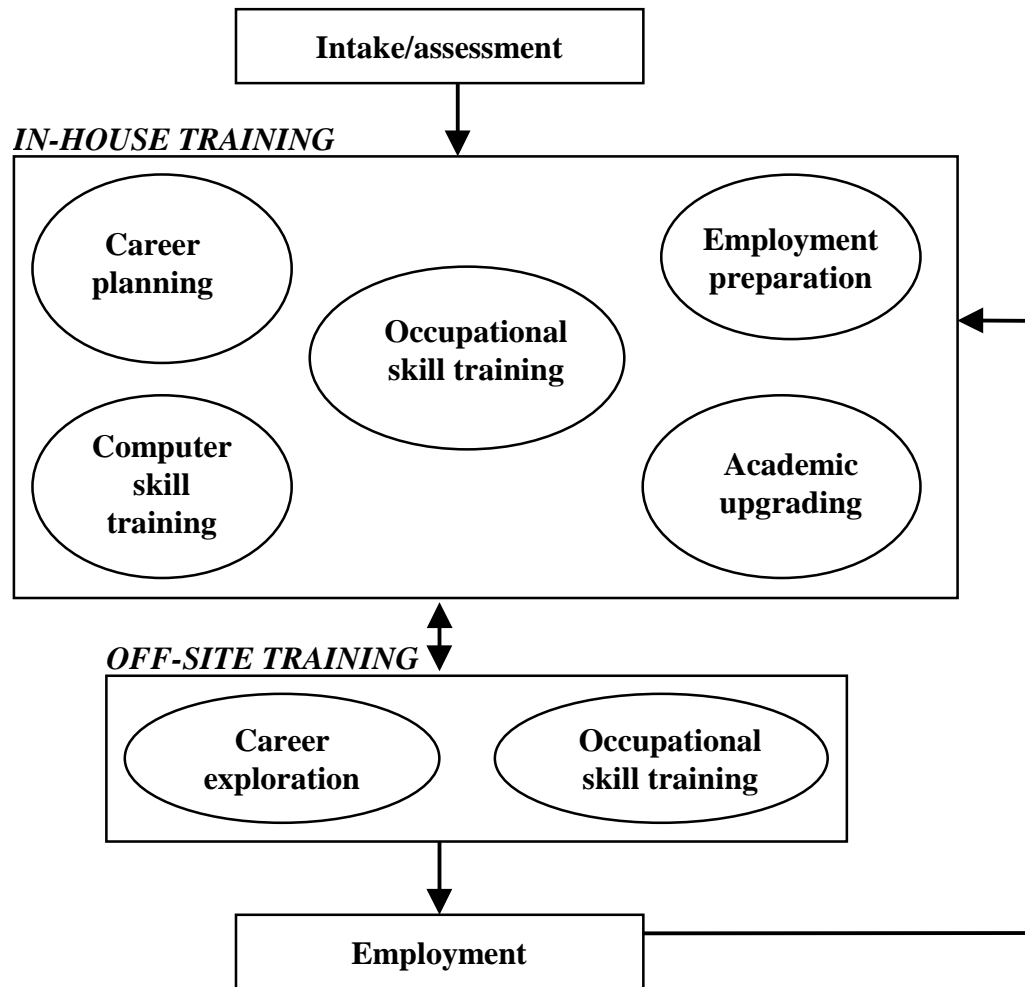 Intake/assessment
IN-HOUSE TRAINING
Career
planning
Employment
preparation
Occupational
skill training
Computer
skill
training
Academic
upgrading
OFF-SITE TRAINING
Career
exploration
Occupational
skill training
Employment